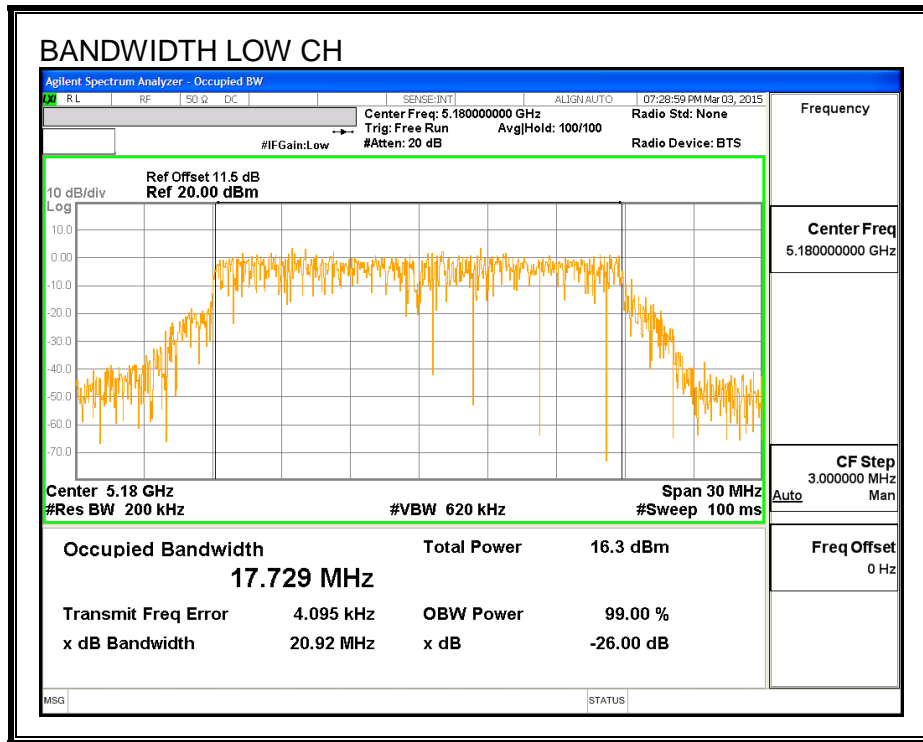 BANDWIDTH LOW CH
Agilent Spectrum Analyzer - Occupied BW
LXI RL RF 50 Ω DC SENSE:INT ALIGN AUTO 07:28:59 PM Mar 03, 2015
Center Freq: 5.180000000 GHz Radio Std: None
Trig: Free Run Avg|Hold: 100/100
#IFGain:Low #Atten: 20 dB Radio Device: BTS
Ref Offset 11.5 dB
10 dB/div Ref 20.00 dBm
Log
10.0
0.00
-10.0
-20.0
-30.0
-40.0
-50.0
-60.0
-70.0
Center 5.18 GHz Span 30 MHz
#Res BW 200 kHz #VBW 620 kHz #Sweep 100 ms
Occupied Bandwidth Total Power 16.3 dBm
17.729 MHz
Transmit Freq Error 4.095 kHz OBW Power 99.00 %
x dB Bandwidth 20.92 MHz x dB -26.00 dB
MSG STATUS
Frequency
Center Freq
5.180000000 GHz
CF Step
3.000000 MHz
Auto Man
Freq Offset
0 Hz